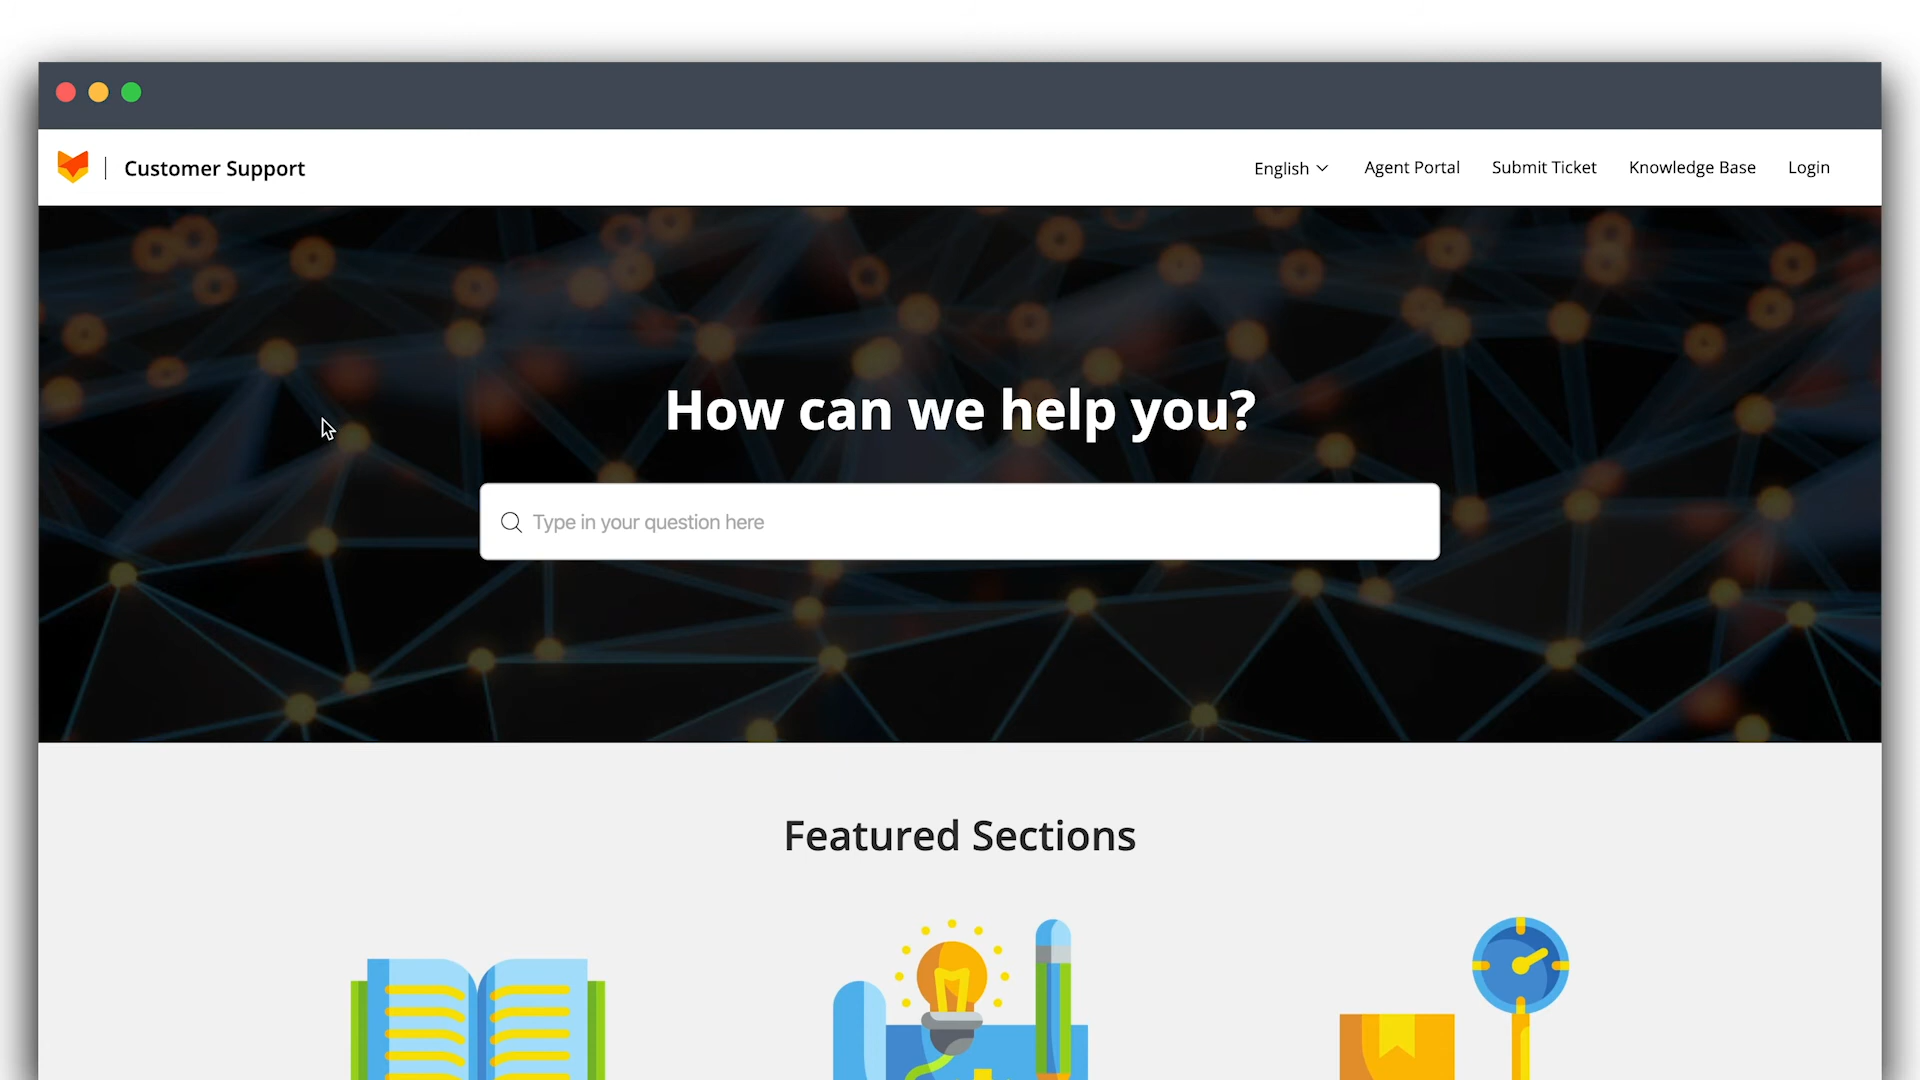 Customer Support
English
Agent Portal
Submit Ticket
Knowledge Base
Login
How can we help you?
Type in your question here
Featured Sections